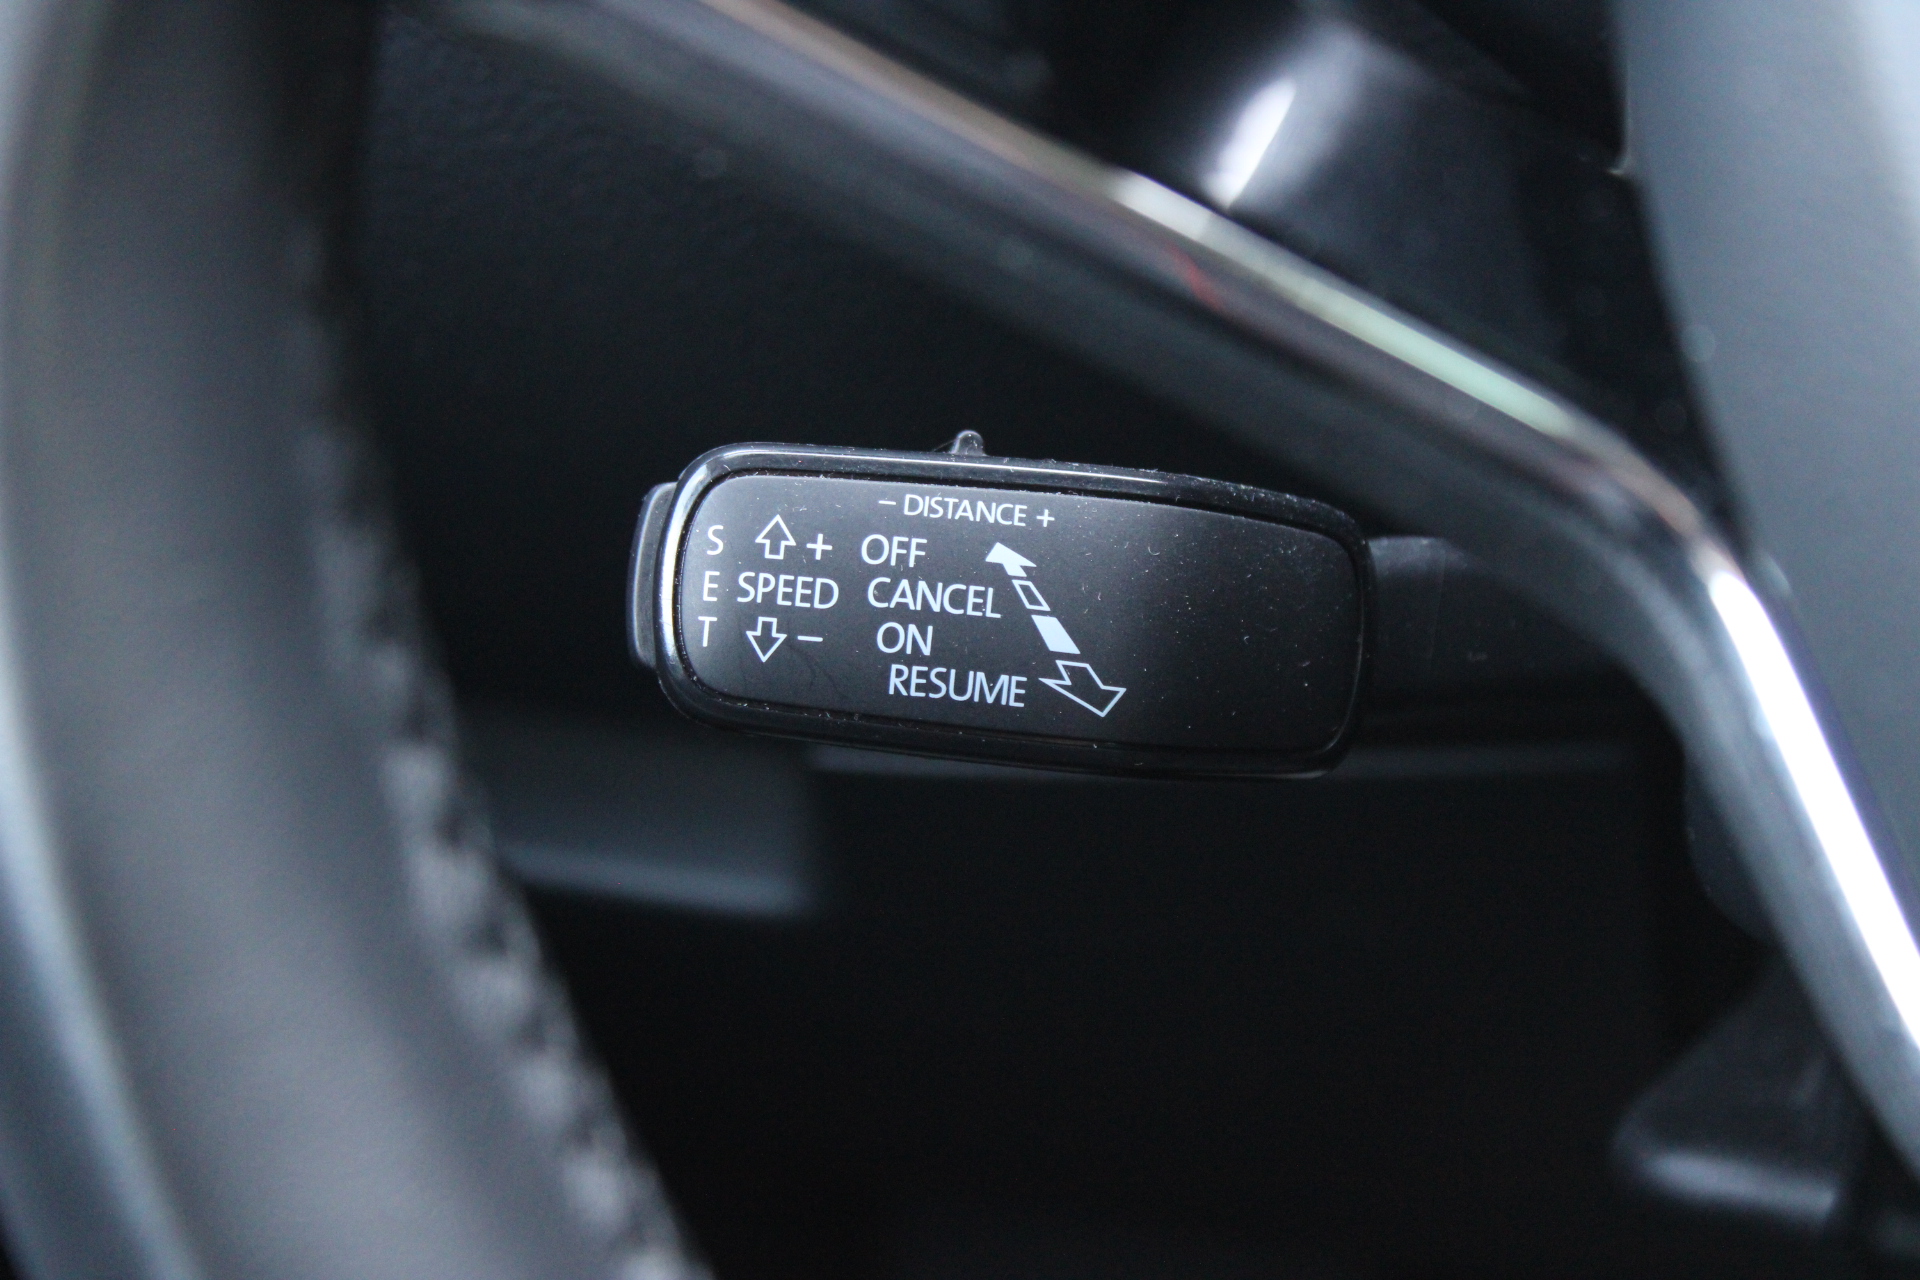 − DISTANCE +
S + OFF
E SPEED CANCEL
T − ON
RESUME